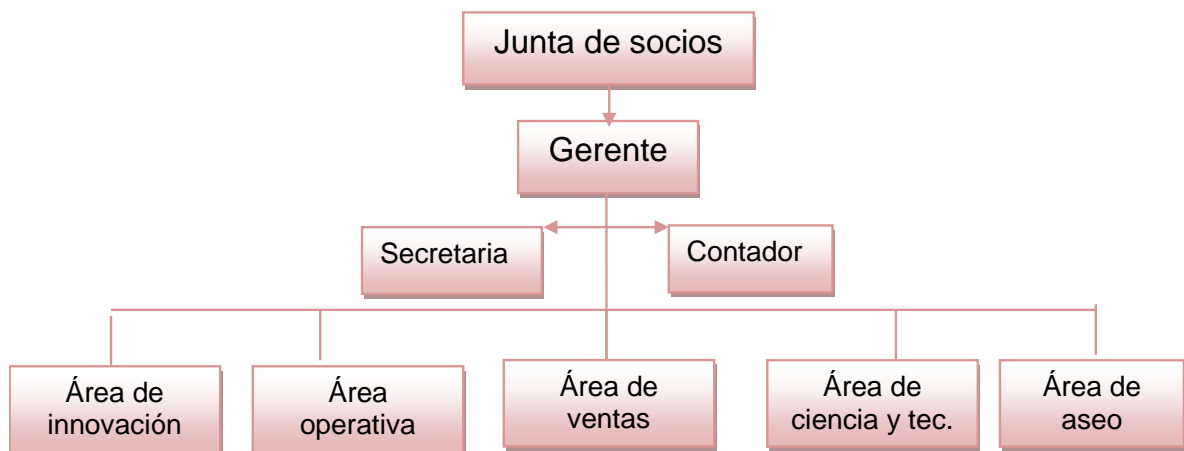 Junta de socios
Gerente
Secretaria
Contador
Área de
innovación
Área
operativa
Área de
ventas
Área de
ciencia y tec.
Área de
aseo